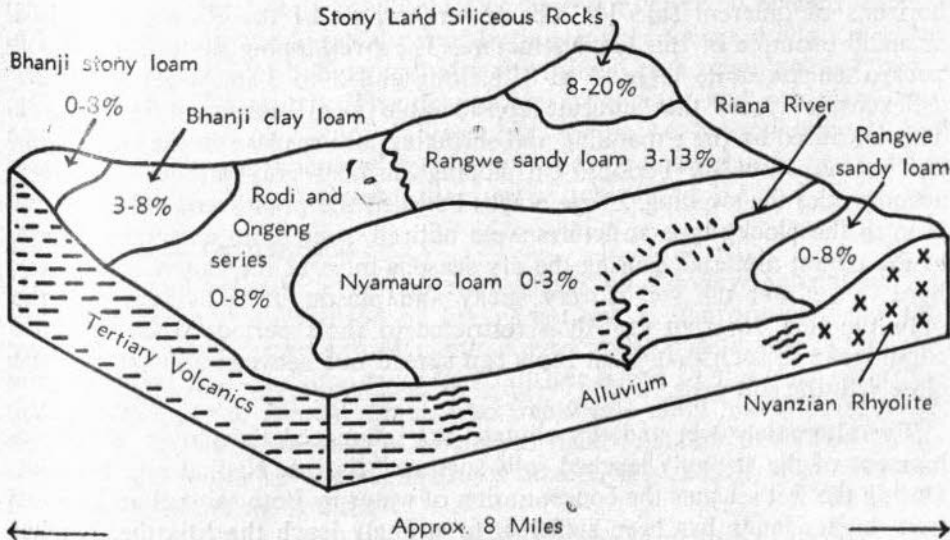 Stony Land Siliceous Rocks
Bhanji stony loam
0-3%
8-20%
Riana River
Bhanji clay loam
Rangwe
sandy loam
Rangwe sandy loam 3-13%
3-8%
Rodi and
Ongeng
series
0-8%
Nyamauro loam 0-3%
0-8%
Tertiary Volcanics
Alluvium
Nyanzian Rhyolite
Approx. 8 Miles